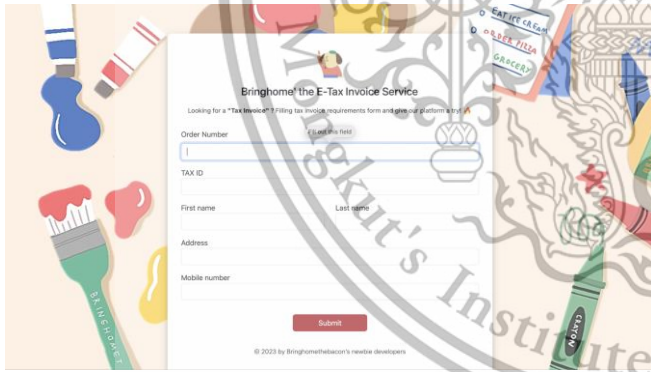 EAT ICE CREAM
ORDER PIZZA
GROCERY
Bringhome' the E-Tax Invoice Service
Looking for a "Tax Invoice" ? Filling tax invoice requirements form and give our platform a try!
Order Number
Fill out this field
TAX ID
First name Last name
Address
Mobile number
Submit
© 2023 by Bringhomethebacon's newbie developers
BRINGHOME'T
CRAYON
Mongkut's Institute